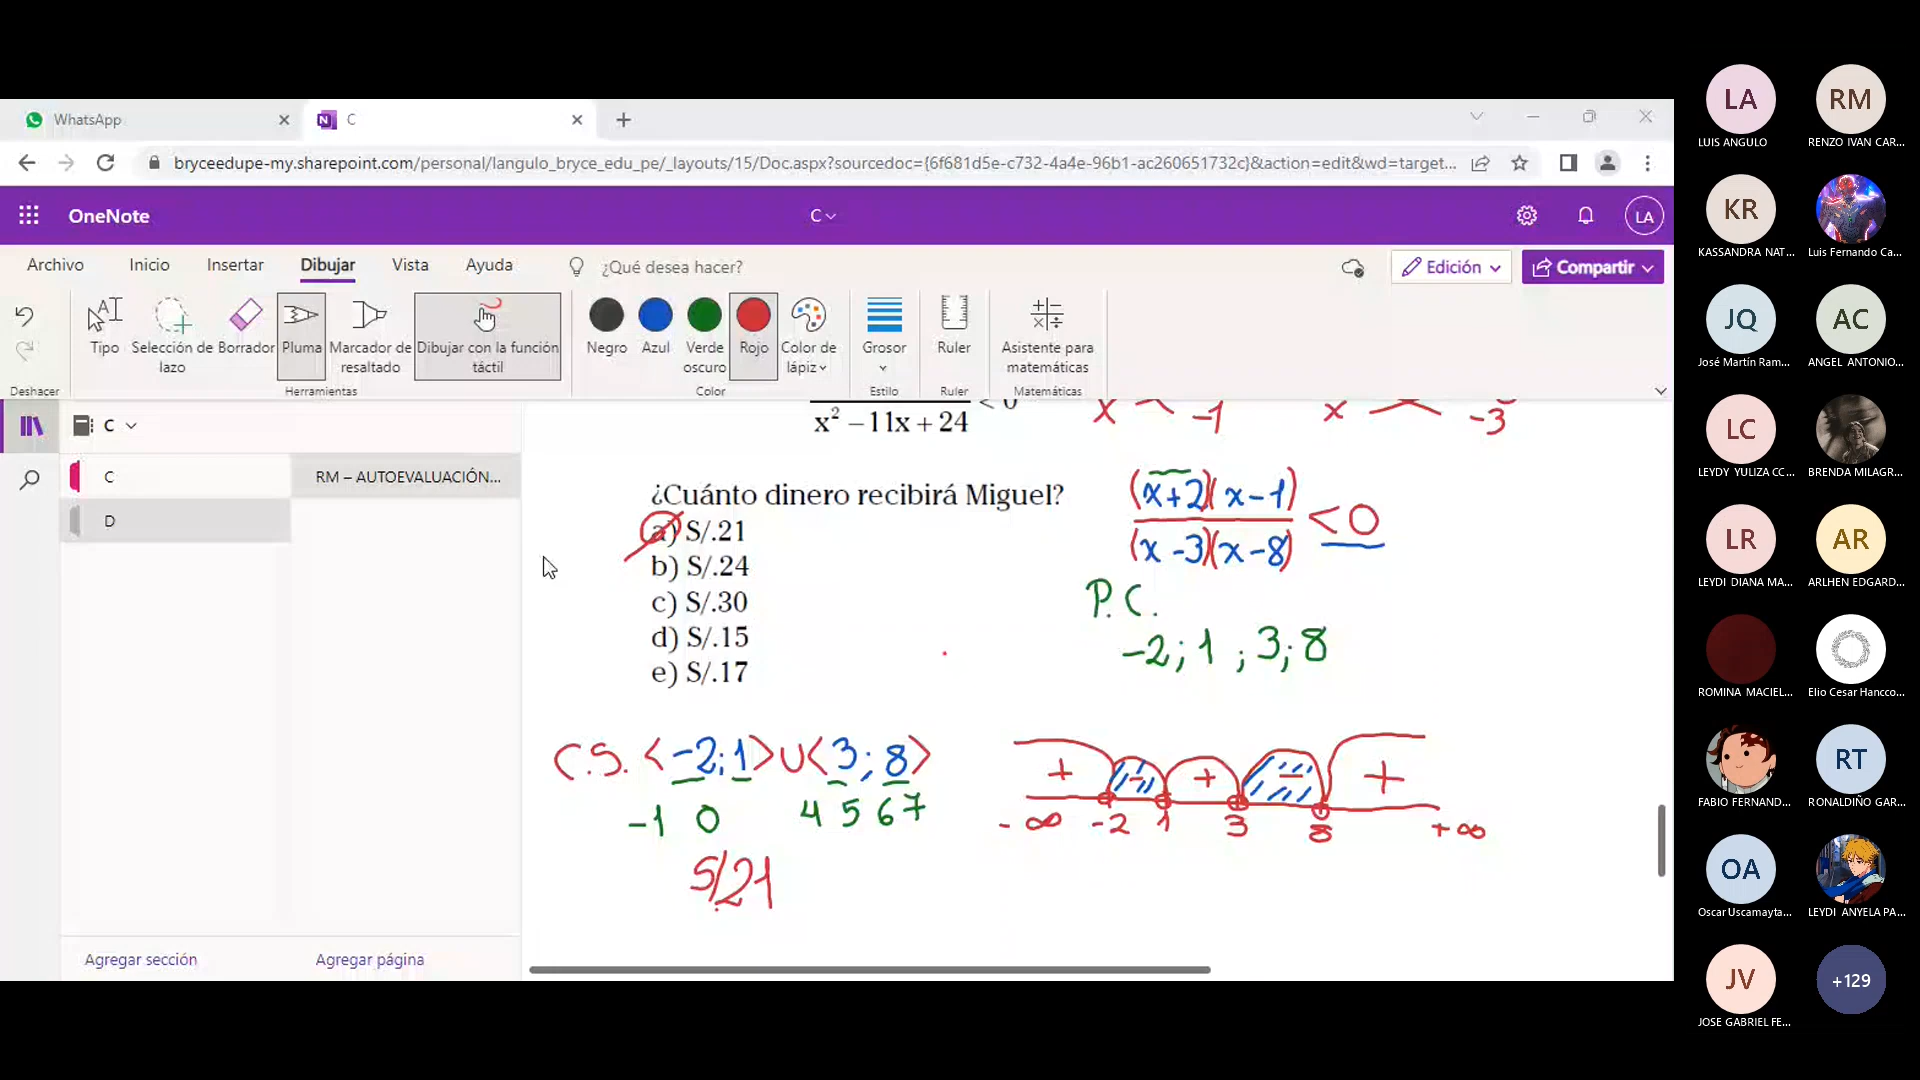 WhatsApp
C
bryceedupe-my.sharepoint.com/personal/langulo_bryce_edu_pe/_layouts/15/Doc.aspx?sourcedoc={6f681d5e-c732-4a4e-96b1-ac260651732c}&action=edit&wd=target...
OneNote
C
LA
Archivo Inicio Insertar Dibujar Vista Ayuda ¿Qué desea hacer? Edición Compartir
Tipo Selección de lazo Borrador Pluma Marcador de resaltado Dibujar con la función táctil Negro Azul Verde oscuro Rojo Color de lápiz Grosor Ruler Asistente para matemáticas
Deshacer Herramientas Color Estilo Ruler Matemáticas
C
C
D
RM – AUTOEVALUACIÓN...
Agregar sección Agregar página
x² −11x + 24 < 0
x -1 x -3
¿Cuánto dinero recibirá Miguel?
a) S/.21
b) S/.24
c) S/.30
d) S/.15
e) S/.17
(x+2)(x-1)
(x-3)(x-8) < 0
P.C.
-2; 1 ; 3; 8
C.S. <-2; 1> U <3; 8>
-1 0 4 5 6 7
S/21
+ - + - +
-∞ -2 1 3 8 +∞
LA RM
LUIS ANGULO RENZO IVAN CAR...
KR
KASSANDRA NAT... Luis Fernando Ca...
JQ AC
José Martín Ram... ANGEL ANTONIO...
LC
LEYDY YULIZA CC... BRENDA MILAGR...
LR AR
LEYDI DIANA MA... ARLHEN EDGARD...
ROMINA MACIEL... Elio Cesar Hancco...
RT
FABIO FERNAND... RONALDIÑO GAR...
OA
Oscar Uscamayta... LEYDI ANYELA PA...
JV +129
JOSE GABRIEL FE...